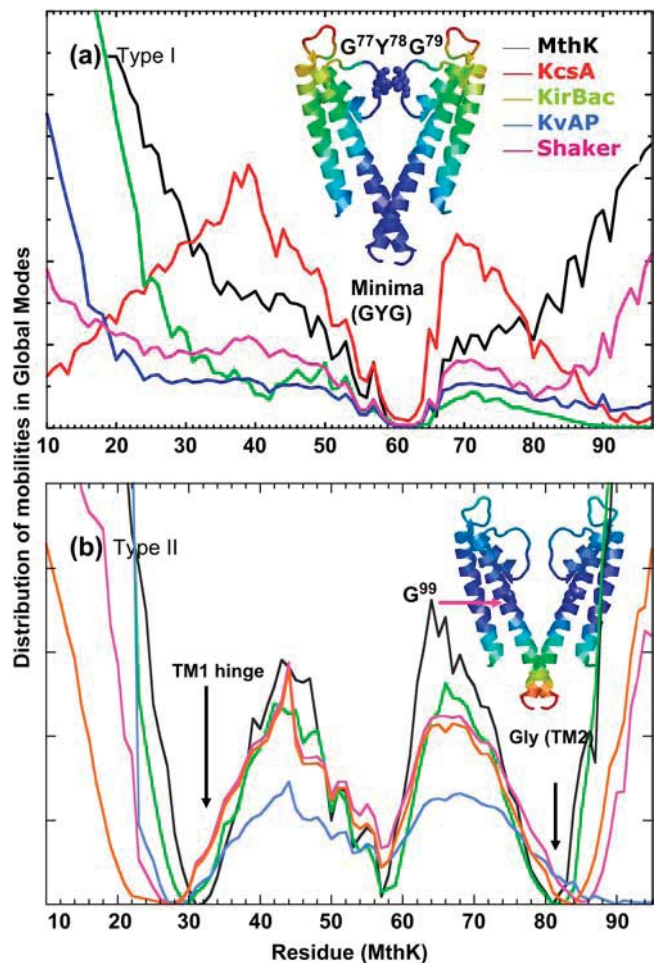 Distribution of mobilities in Global Modes
(a) Type I
G⁷⁷Y⁷⁸G⁷⁹
MthK
KcsA
KirBac
KvAP
Shaker
Minima
(GYG)
10 20 30 40 50 60 70 80 90
(b) Type II
G⁹⁹
TM1 hinge
Gly (TM2)
10 20 30 40 50 60 70 80 90
Residue (MthK)